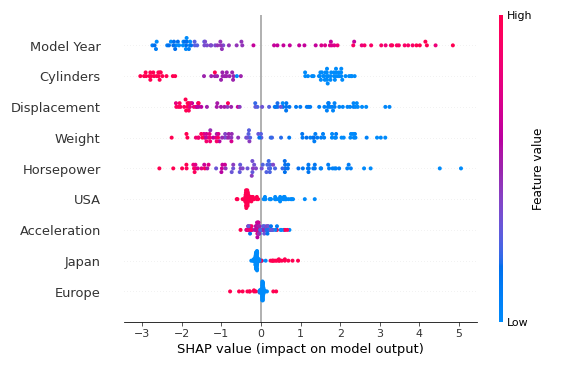 High
Model Year
Cylinders
Displacement
Weight
Horsepower
USA
Acceleration
Japan
Europe
Feature value
Low
−3 −2 −1 0 1 2 3 4 5
SHAP value (impact on model output)